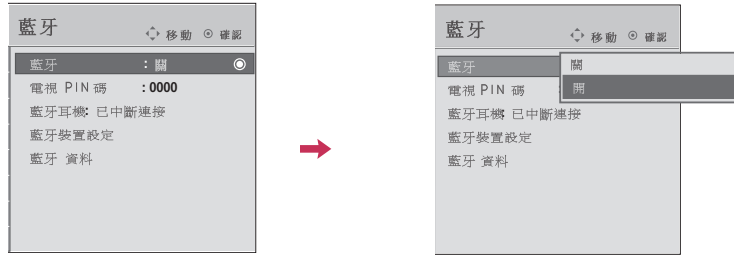 藍牙
移動 確認
藍牙 : 關
電視 PIN 碼 : 0000
藍牙耳機: 已中斷連接
藍牙裝置設定
藍牙 資料
藍牙
移動 確認
藍牙
關
開
電視 PIN 碼 :
藍牙耳機: 已中斷連接
藍牙裝置設定
藍牙 資料